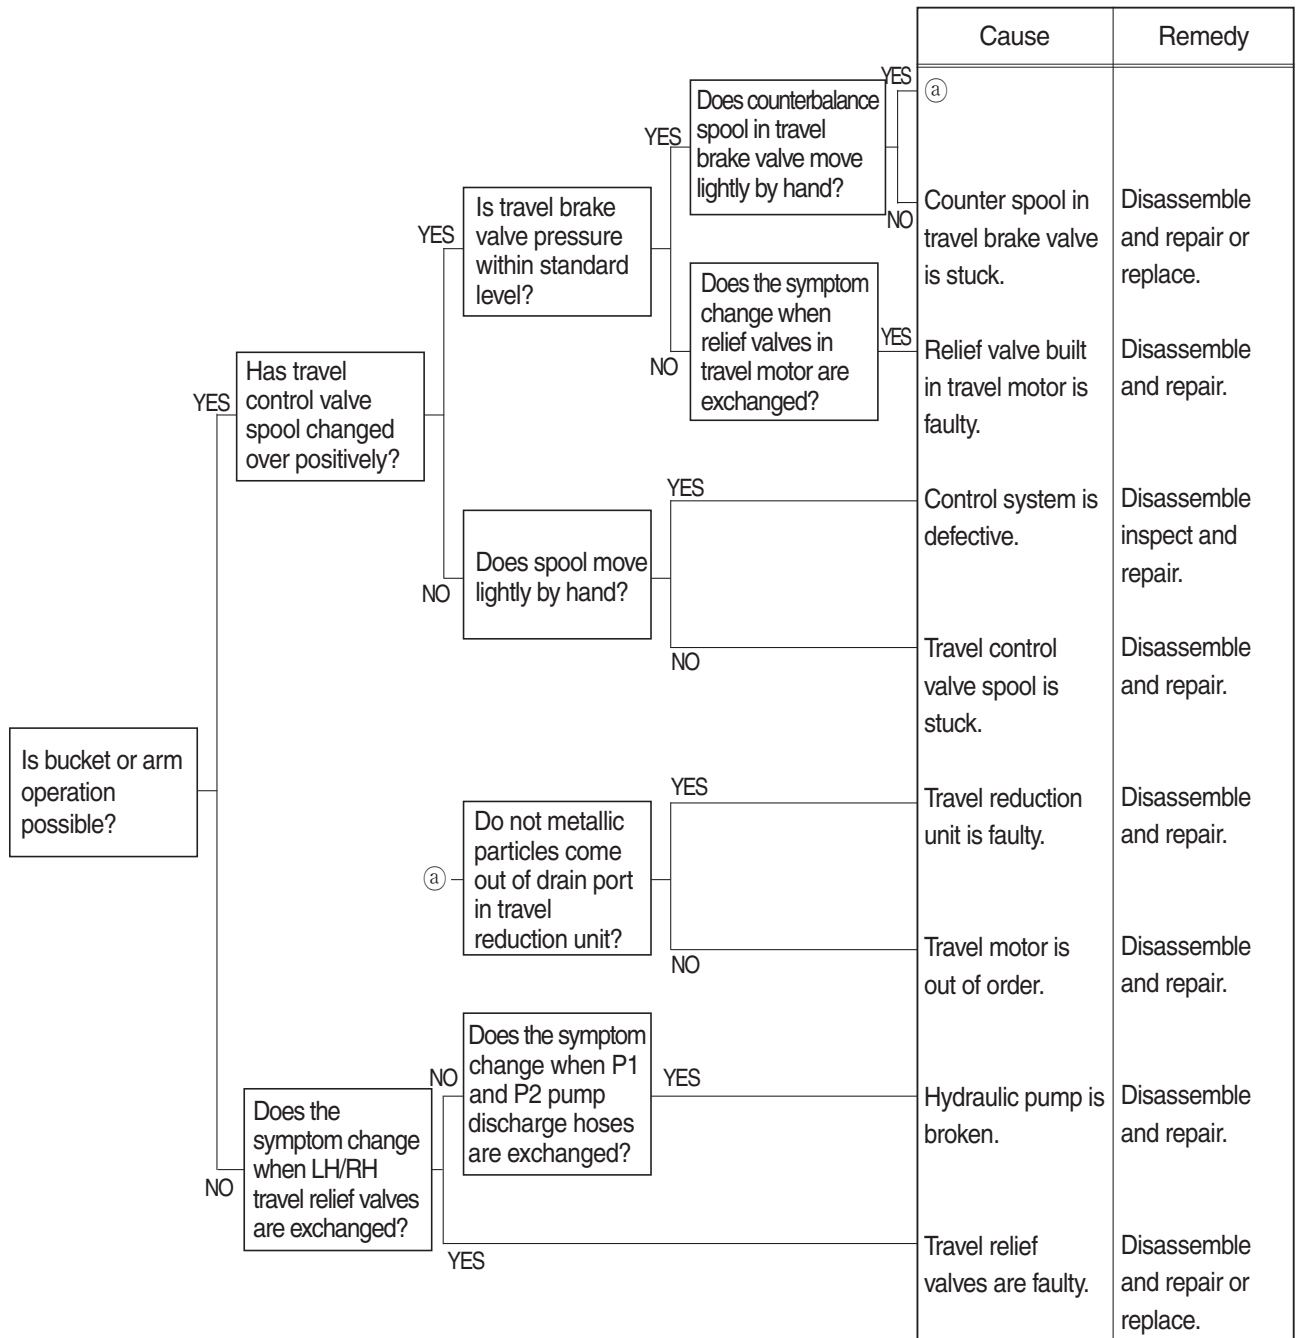 Cause
Remedy
YES
ⓐ
Does counterbalance
spool in travel
brake valve move
lightly by hand?
YES
NO
Counter spool in
travel brake valve
is stuck.
Disassemble
and repair or
replace.
Is travel brake
valve pressure
within standard
level?
YES
Does the symptom
change when
relief valves in
travel motor are
exchanged?
NO
YES
Relief valve built
in travel motor is
faulty.
Disassemble
and repair.
Has travel
control valve
spool changed
over positively?
YES
YES
Control system is
defective.
Disassemble
inspect and
repair.
Does spool move
lightly by hand?
NO
NO
Travel control
valve spool is
stuck.
Disassemble
and repair.
Is bucket or arm
operation
possible?
YES
Travel reduction
unit is faulty.
Disassemble
and repair.
ⓐ
Do not metallic
particles come
out of drain port
in travel
reduction unit?
NO
Travel motor is
out of order.
Disassemble
and repair.
Does the symptom
change when P1
and P2 pump
discharge hoses
are exchanged?
NO
YES
Hydraulic pump is
broken.
Disassemble
and repair.
Does the
symptom change
when LH/RH
travel relief valves
are exchanged?
NO
YES
Travel relief
valves are faulty.
Disassemble
and repair or
replace.